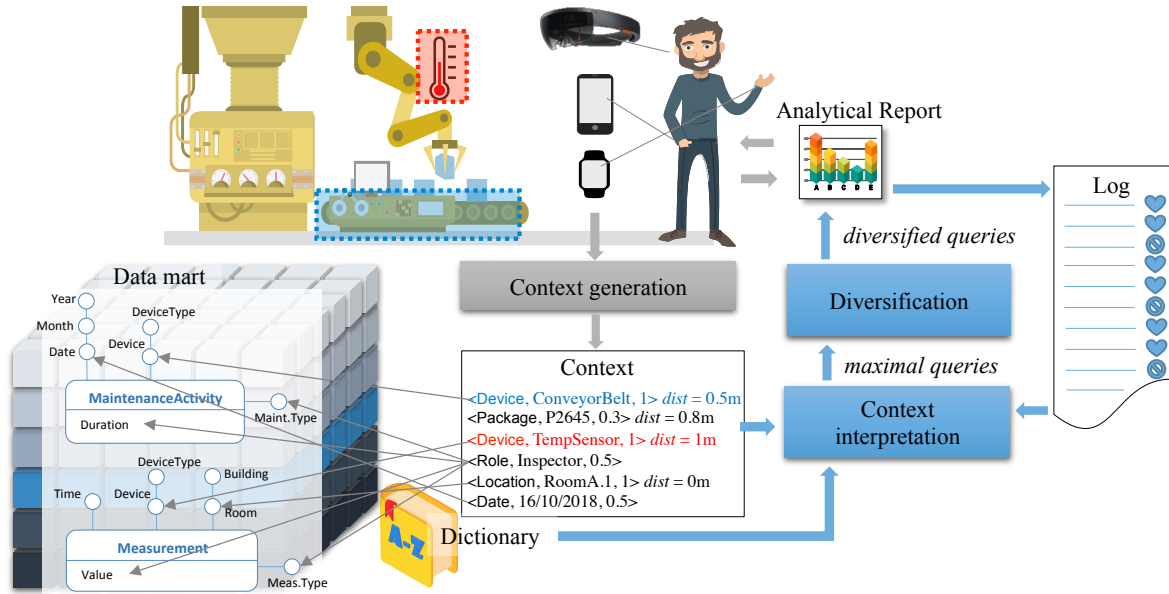 Analytical Report
A B C D E
Log
diversified queries
Context generation
Diversification
maximal queries
Context
interpretation
Data mart
Year
Month
Date
DeviceType
Device
MaintenanceActivity
Duration
Maint.Type
DeviceType
Building
Time
Device
Room
Measurement
Value
Meas.Type
Context
<Device, ConveyorBelt, 1> dist = 0.5m
<Package, P2645, 0.3> dist = 0.8m
<Device, TempSensor, 1> dist = 1m
<Role, Inspector, 0.5>
<Location, RoomA.1, 1> dist = 0m
<Date, 16/10/2018, 0.5>
A-Z
Dictionary